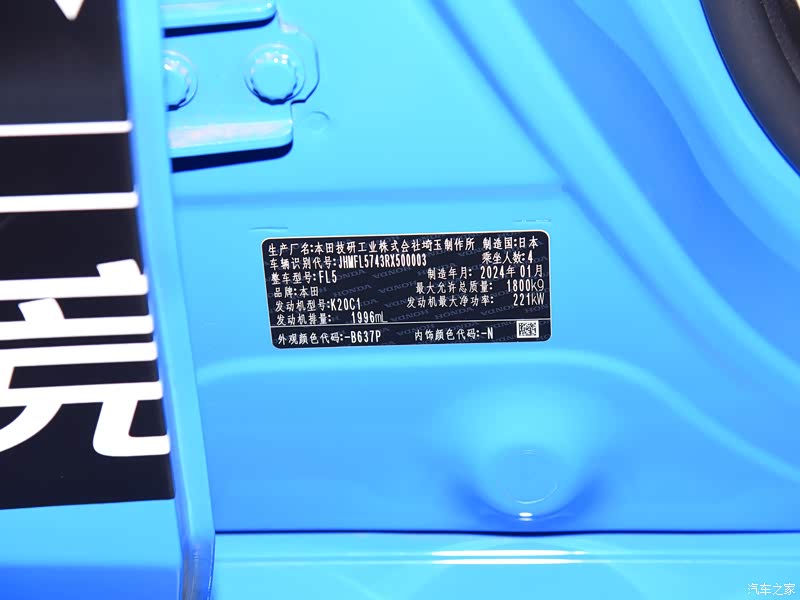 生产厂名:本田技研工业株式会社埼玉制作所 制造国:日本
车辆识别代号:JHMFL5743RX500003 乘坐人数:4
整车型号:FL5 制造年月:2024年01月
品牌:本田 最大允许总质量:1800kg
发动机型号:K20C1 发动机最大净功率:221kW
发动机排量:1996mL
外观颜色代码:-B637P 内饰颜色代码:-N
HONDA
汽车之家